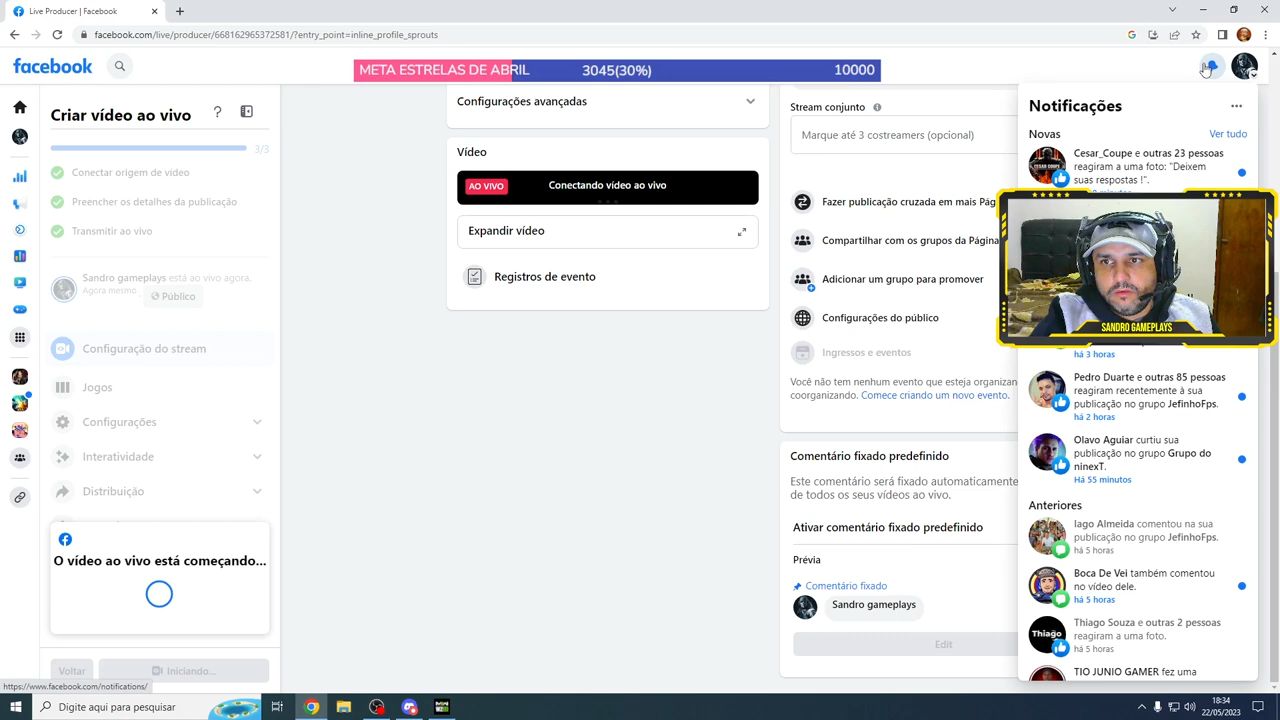 Live Producer | Facebook
facebook.com/live/producer/668162965372581/?entry_point=inline_profile_sprouts
facebook
META ESTRELAS DE ABRIL 3045(30%) 10000
Criar vídeo ao vivo
3/3
Conectar origem de vídeo
Preencher os detalhes da publicação
Transmitir ao vivo
Sandro gameplays está ao vivo agora.
Agora mesmo
Público
Configuração do stream
Jogos
Configurações
Interatividade
Distribuição
O vídeo ao vivo está começando...
Voltar
Iniciando...
https://www.facebook.com/notifications/
Configurações avançadas
Vídeo
AO VIVO
Conectando vídeo ao vivo
Expandir vídeo
Registros de evento
Stream conjunto
Marque até 3 costreamers (opcional)
Fazer publicação cruzada em mais Pág
Compartilhar com os grupos da Página
Adicionar um grupo para promover
Configurações do público
Ingressos e eventos
Você não tem nenhum evento que esteja organizan
coorganizando. Comece criando um novo evento.
Comentário fixado predefinido
Este comentário será fixado automaticamente
de todos os seus vídeos ao vivo.
Ativar comentário fixado predefinido
Prévia
Comentário fixado
Sandro gameplays
Edit
Notificações
Novas
Ver tudo
Cesar_Coupe e outras 23 pessoas
reagiram a uma foto: "Deixem
suas respostas !".
SANDRO GAMEPLAYS
há 3 horas
Pedro Duarte e outras 85 pessoas
reagiram recentemente à sua
publicação no grupo JefinhoFps.
há 2 horas
Olavo Aguiar curtiu sua
publicação no grupo Grupo do
ninexT.
Há 55 minutos
Anteriores
Iago Almeida comentou na sua
publicação no grupo JefinhoFps.
há 5 horas
Boca De Vei também comentou
no vídeo dele.
há 5 horas
Thiago
Thiago Souza e outras 2 pessoas
reagiram a uma foto.
há 5 horas
TIO JUNIO GAMER fez uma
Digite aqui para pesquisar
18:34
22/05/2023